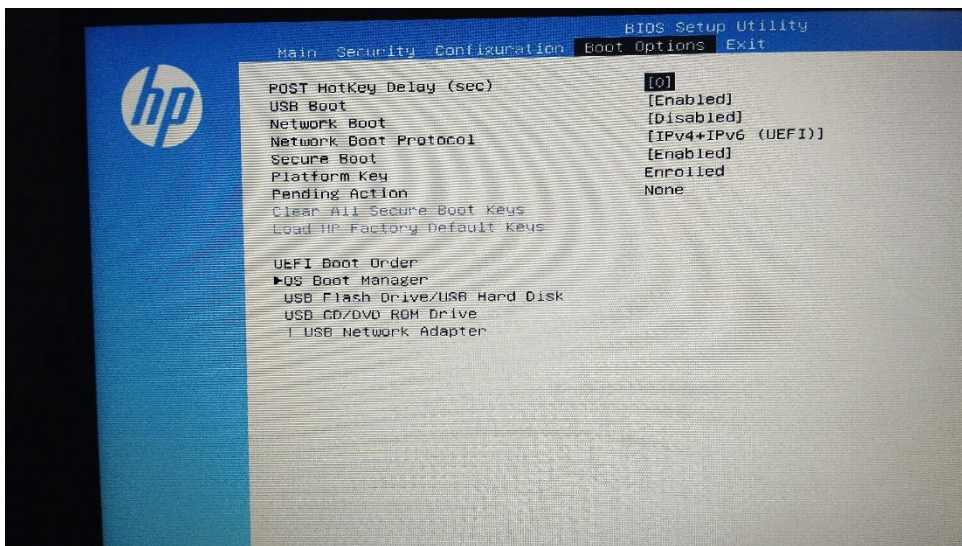 BIOS Setup Utility
Main Security Configuration Boot Options Exit
hp
POST HotKey Delay (sec) [0]
USB Boot [Enabled]
Network Boot [Disabled]
Network Boot Protocol [IPv4+IPv6 (UEFI)]
Secure Boot [Enabled]
Platform Key Enrolled
Pending Action None
Clear All Secure Boot Keys
Load HP Factory Default Keys
UEFI Boot Order
▶OS Boot Manager
USB Flash Drive/USB Hard Disk
USB CD/DVD ROM Drive
! USB Network Adapter